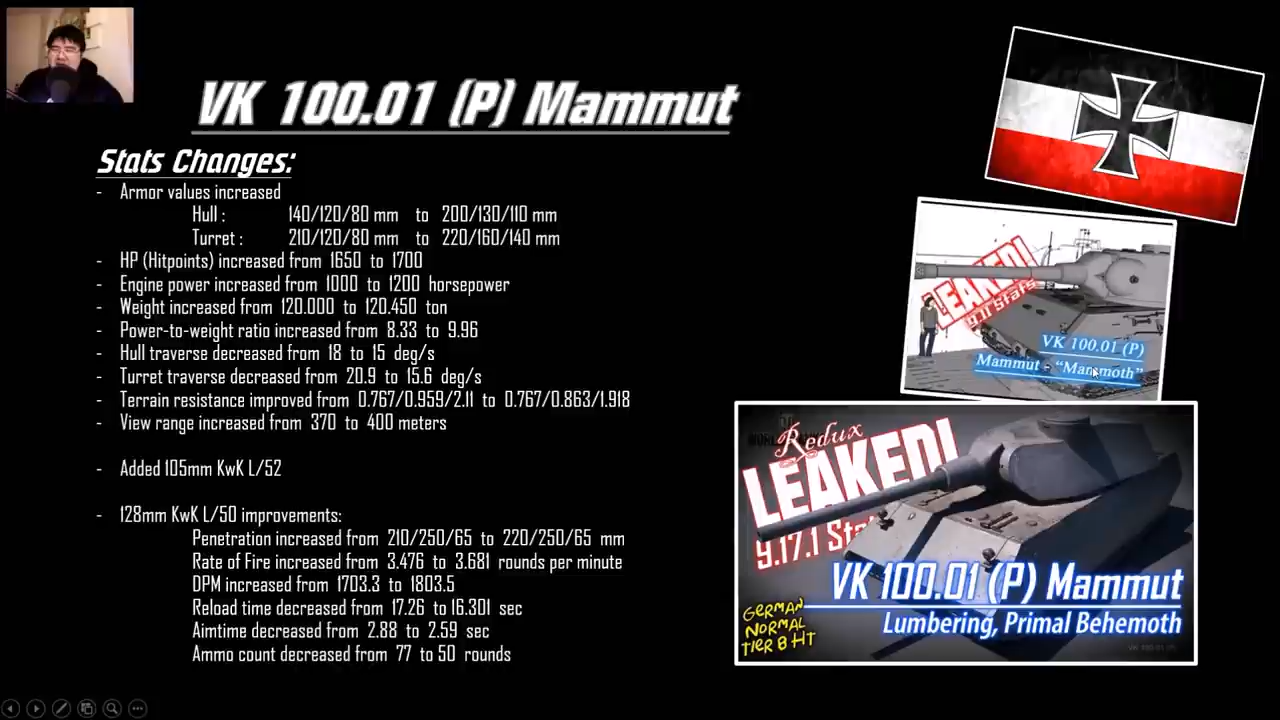 VK 100.01 (P) Mammut
Stats Changes:
- Armor values increased
Hull : 140/120/80 mm to 200/130/110 mm
Turret : 210/120/80 mm to 220/160/140 mm
- HP (Hitpoints) increased from 1650 to 1700
- Engine power increased from 1000 to 1200 horsepower
- Weight increased from 120.000 to 120.450 ton
- Power-to-weight ratio increased from 8.33 to 9.96
- Hull traverse decreased from 18 to 15 deg/s
- Turret traverse decreased from 20.9 to 15.6 deg/s
- Terrain resistance improved from 0.767/0.959/2.11 to 0.767/0.863/1.918
- View range increased from 370 to 400 meters
- Added 105mm KwK L/52
- 128mm KwK L/50 improvements:
Penetration increased from 210/250/65 to 220/250/65 mm
Rate of Fire increased from 3.476 to 3.681 rounds per minute
DPM increased from 1703.3 to 1803.5
Reload time decreased from 17.26 to 16.301 sec
Aimtime decreased from 2.88 to 2.59 sec
Ammo count decreased from 77 to 50 rounds
LEAKED!
9.11 Stats
VK 100.01 (P)
Mammut - "Mammoth"
Redux
LEAKED!
9.17.1
VK 100.01 (P) Mammut
Lumbering, Primal Behemoth
GERMAN
NORMAL
TIER 8 HT